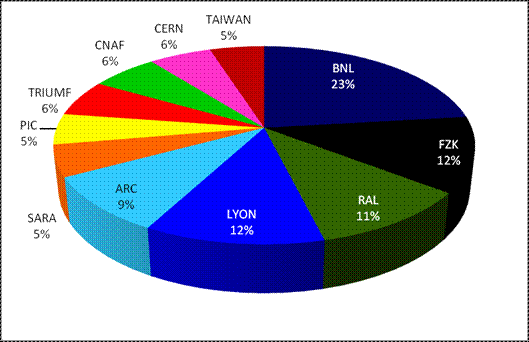 TAIWAN
5%
CERN
6%
CNAF
6%
TRIUMF
6%
PIC
5%
SARA
5%
ARC
9%
LYON
12%
RAL
11%
FZK
12%
BNL
23%